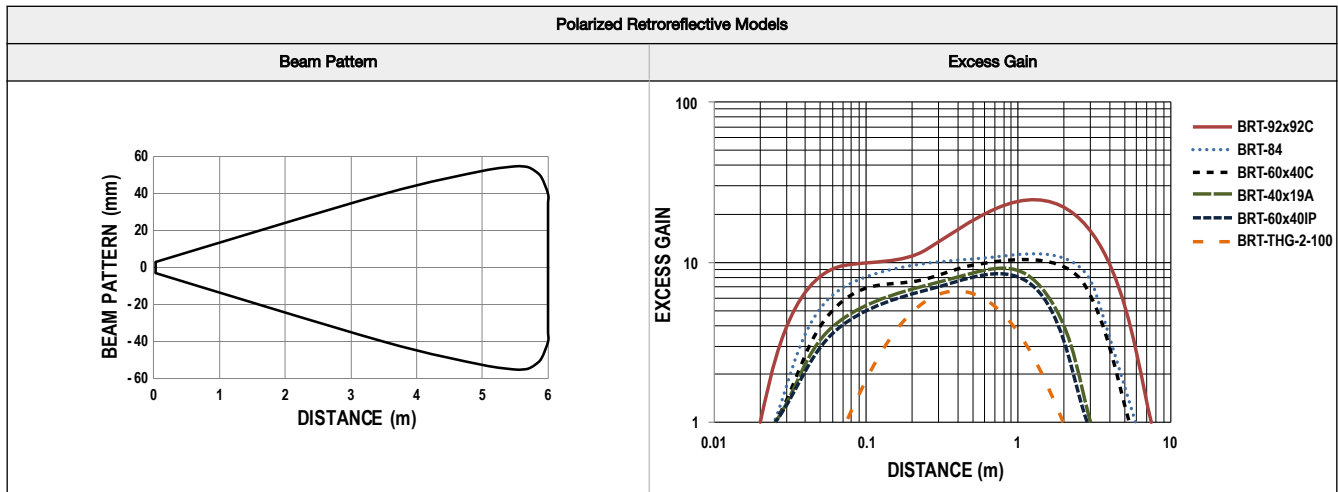 Polarized Retroreflective Models
Beam Pattern
Excess Gain
BEAM PATTERN (mm)
60
40
20
0
-20
-40
-60
0 1 2 3 4 5 6
DISTANCE (m)
EXCESS GAIN
100
10
1
0.01 0.1 1 10
DISTANCE (m)
BRT-92x92C
BRT-84
BRT-60x40C
BRT-40x19A
BRT-60x40IP
BRT-THG-2-100